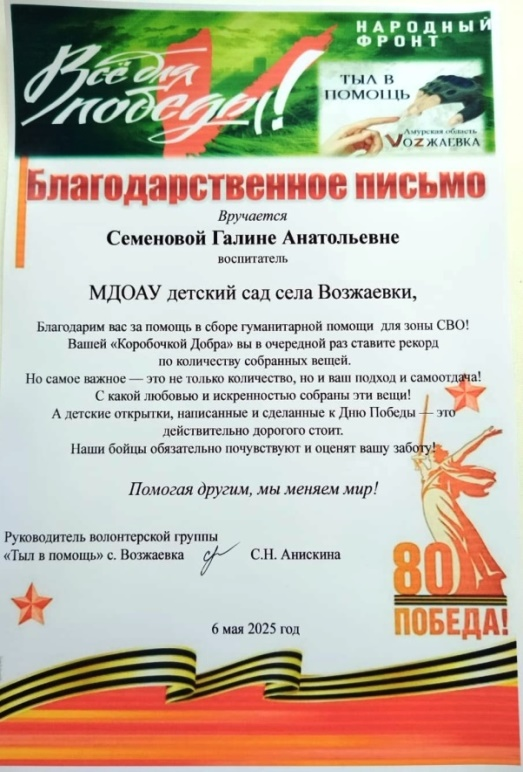 Всё для
победы!
НАРОДНЫЙ
ФРОНТ
ТЫЛ В
ПОМОЩЬ
Амурская область
VOZЖАЕВКА
Благодарственное письмо
Вручается
Семеновой Галине Анатольевне
воспитатель
МДОАУ детский сад села Возжаевки,
Благодарим вас за помощь в сборе гуманитарной помощи для зоны СВО!
Вашей «Коробочкой Добра» вы в очередной раз ставите рекорд
по количеству собранных вещей.
Но самое важное — это не только количество, но и ваш подход и самоотдача!
С какой любовью и искренностью собраны эти вещи!
А детские открытки, написанные и сделанные к Дню Победы — это
действительно дорогого стоит.
Наши бойцы обязательно почувствуют и оценят вашу заботу!
Помогая другим, мы меняем мир!
Руководитель волонтерской группы
«Тыл в помощь» с. Возжаевка С.Н. Анискина
80
ПОБЕДА!
6 мая 2025 год